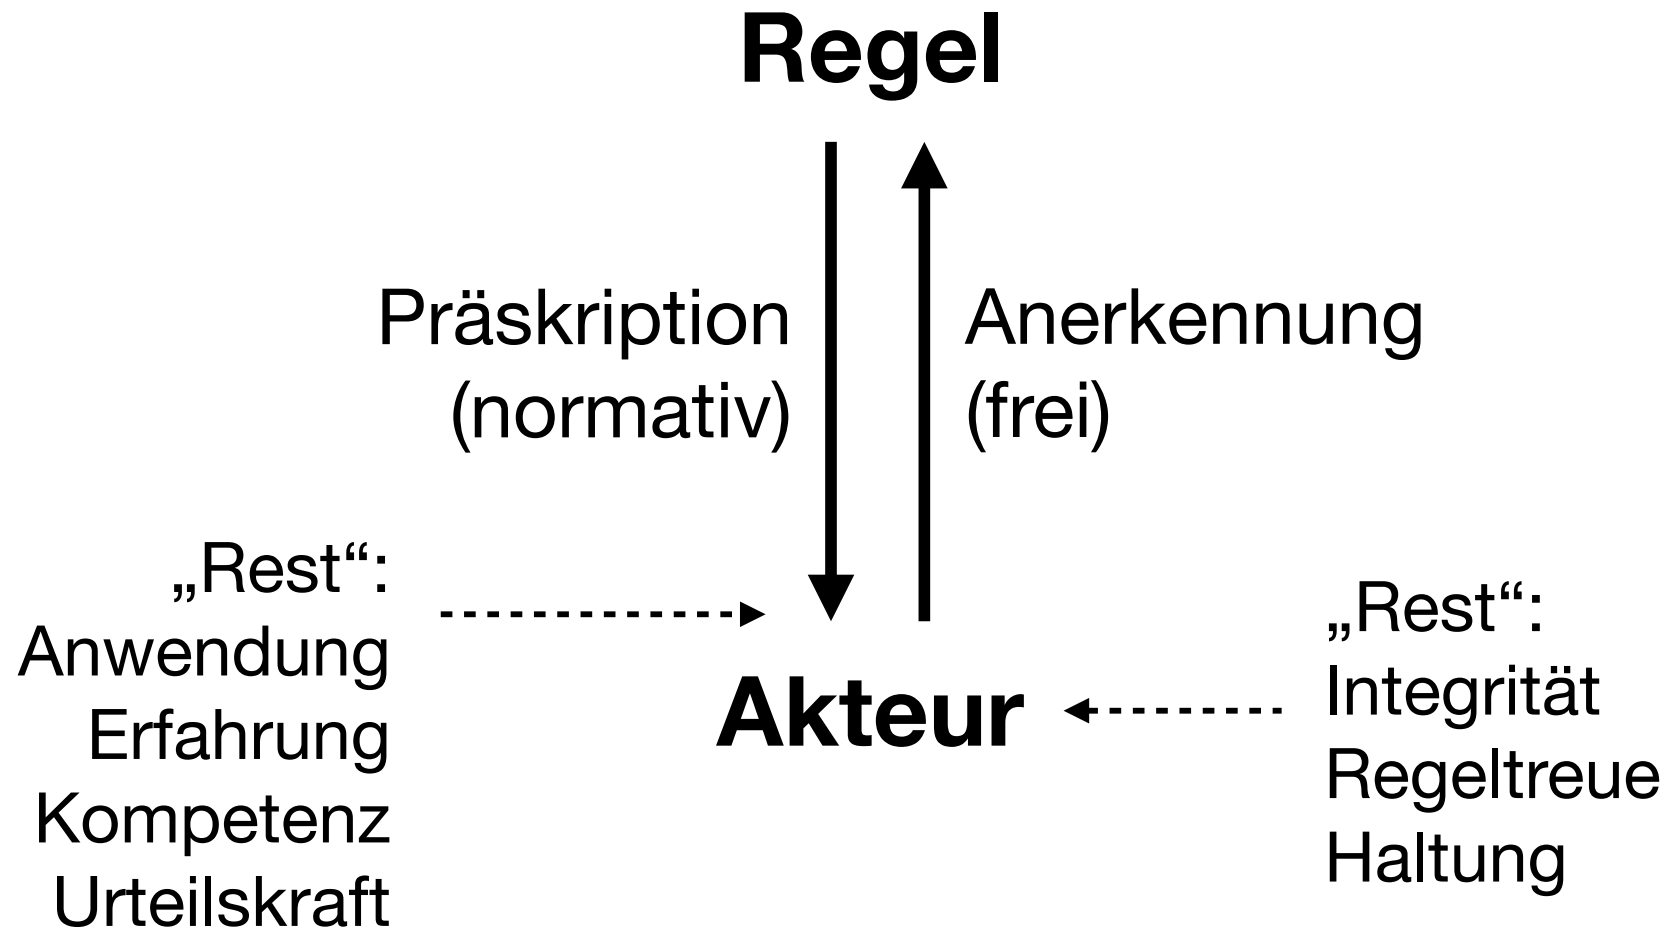 Regel
Präskription
(normativ)
Anerkennung
(frei)
„Rest“:
Anwendung
Erfahrung
Kompetenz
Urteilskraft
Akteur
„Rest“:
Integrität
Regeltreue
Haltung